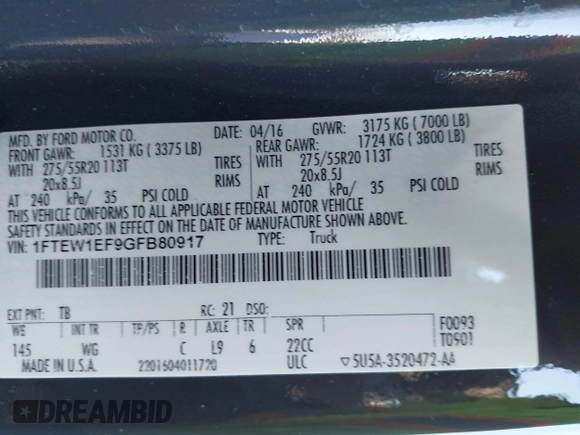 MFD. BY FORD MOTOR CO. DATE: 04/16 GVWR: 3175 KG ( 7000 LB)
FRONT GAWR: 1531 KG ( 3375 LB) REAR GAWR: 1724 KG ( 3800 LB)
WITH 275/55R20 113T TIRES WITH 275/55R20 113T TIRES
20x8.5J RIMS 20x8.5J RIMS
AT 240 kPa/ 35 PSI COLD AT 240 kPa/ 35 PSI COLD
THIS VEHICLE CONFORMS TO ALL APPLICABLE FEDERAL MOTOR VEHICLE
SAFETY STANDARDS IN EFFECT ON THE DATE OF MANUFACTURE SHOWN ABOVE.
VIN: 1FTEW1EF9GFB80917 TYPE: Truck
EXT PNT: TB RC: 21 DSO:
WB INT TR TP/PS R AXLE TR SPR F0093
145 WG C L9 6 22CC T0901
MADE IN U.S.A. 2201604011720 ULC ▽5U5A-3520472-AA
DREAMBID